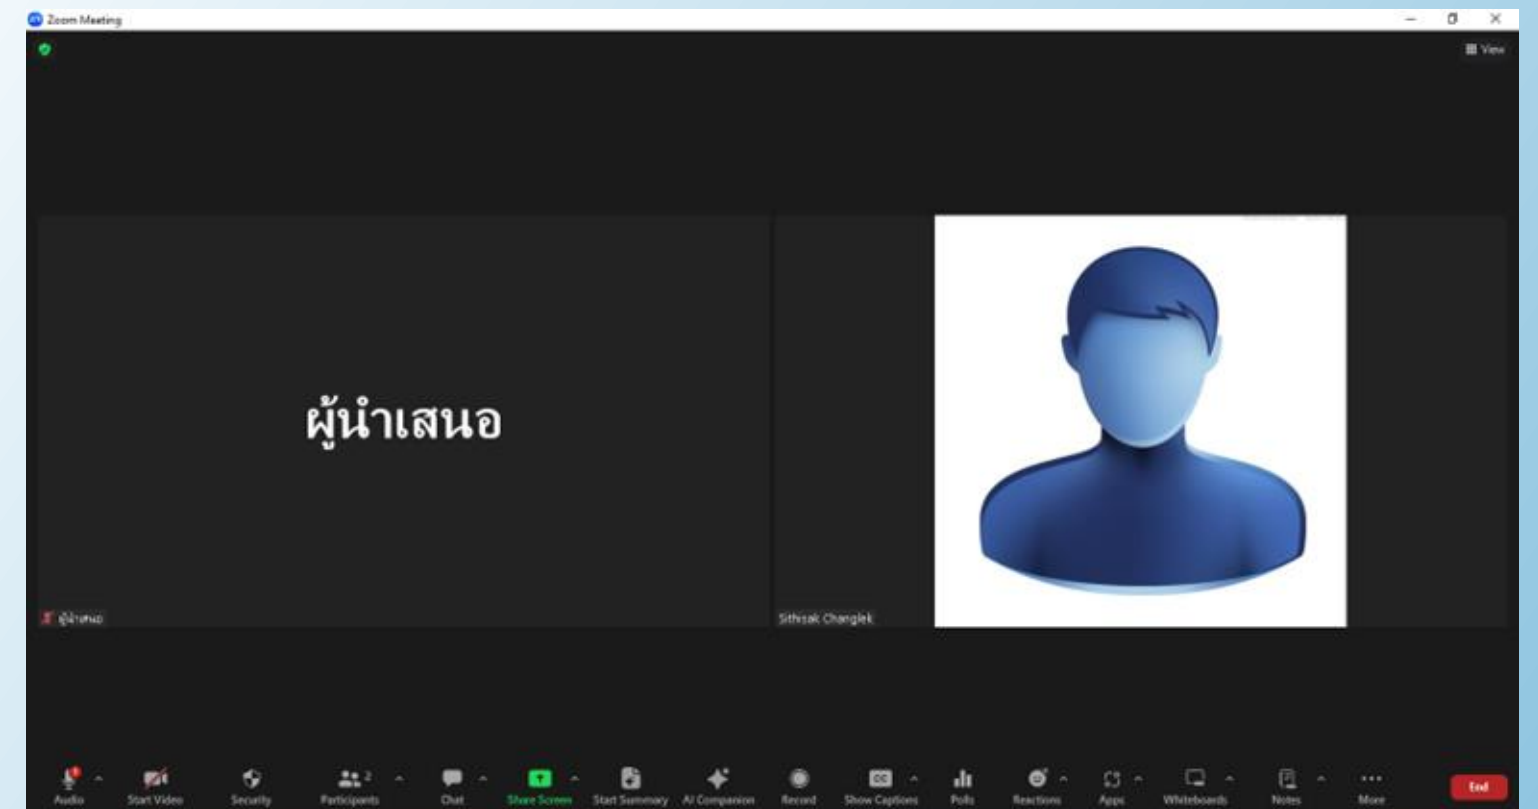 Zoom Meeting
View
ผู้นำเสนอ
ผู้นำเสนอ
Sithisak Changlek
Audio
Start Video
Security
Participants
2
Chat
Share Screen
Start Summary
AI Companion
Record
CC
Show Captions
Polls
Reactions
Apps
Whiteboards
Notes
More
End